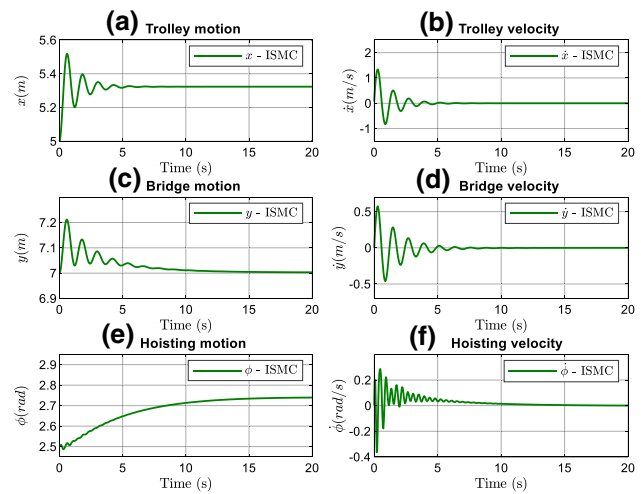 (a)
Trolley motion
5.6
5.4
5.2
5
x(m)
x - ISMC
0 5 10 15 20
Time (s)
(b)
Trolley velocity
2
1
0
-1
ẋ(m/s)
ẋ - ISMC
0 5 10 15 20
Time (s)
(c)
Bridge motion
7.2
7.1
7
6.9
y(m)
y - ISMC
0 5 10 15 20
Time (s)
(d)
Bridge velocity
0.5
0
-0.5
ẏ(m/s)
ẏ - ISMC
0 5 10 15 20
Time (s)
(e)
Hoisting motion
2.9
2.8
2.7
2.6
2.5
ϕ(rad)
ϕ - ISMC
0 5 10 15 20
Time (s)
(f)
Hoisting velocity
0.2
0
-0.2
-0.4
ϕ̇(rad/s)
ϕ̇ - ISMC
0 5 10 15 20
Time (s)